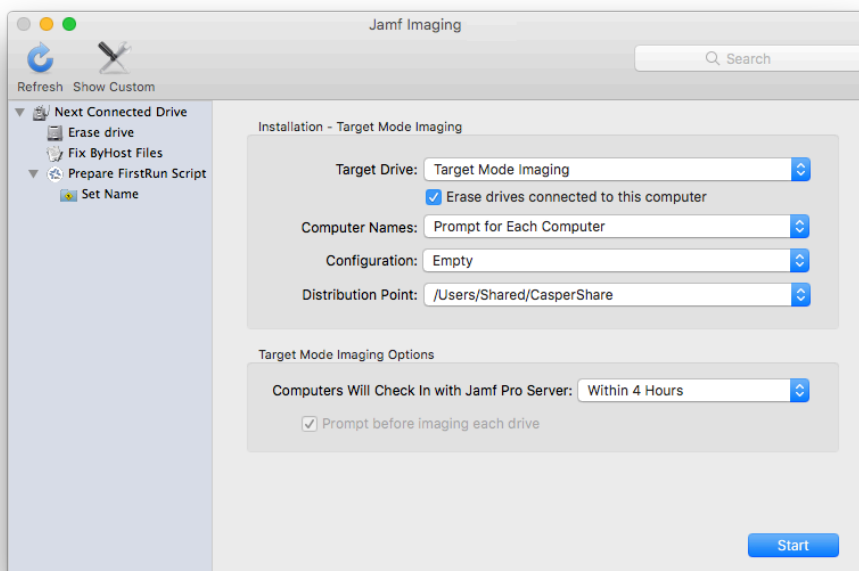 Jamf Imaging
Search
Refresh Show Custom
Next Connected Drive
Erase drive
Fix ByHost Files
Prepare FirstRun Script
Set Name
Installation - Target Mode Imaging
Target Drive: Target Mode Imaging
Erase drives connected to this computer
Computer Names: Prompt for Each Computer
Configuration: Empty
Distribution Point: /Users/Shared/CasperShare
Target Mode Imaging Options
Computers Will Check In with Jamf Pro Server: Within 4 Hours
Prompt before imaging each drive
Start